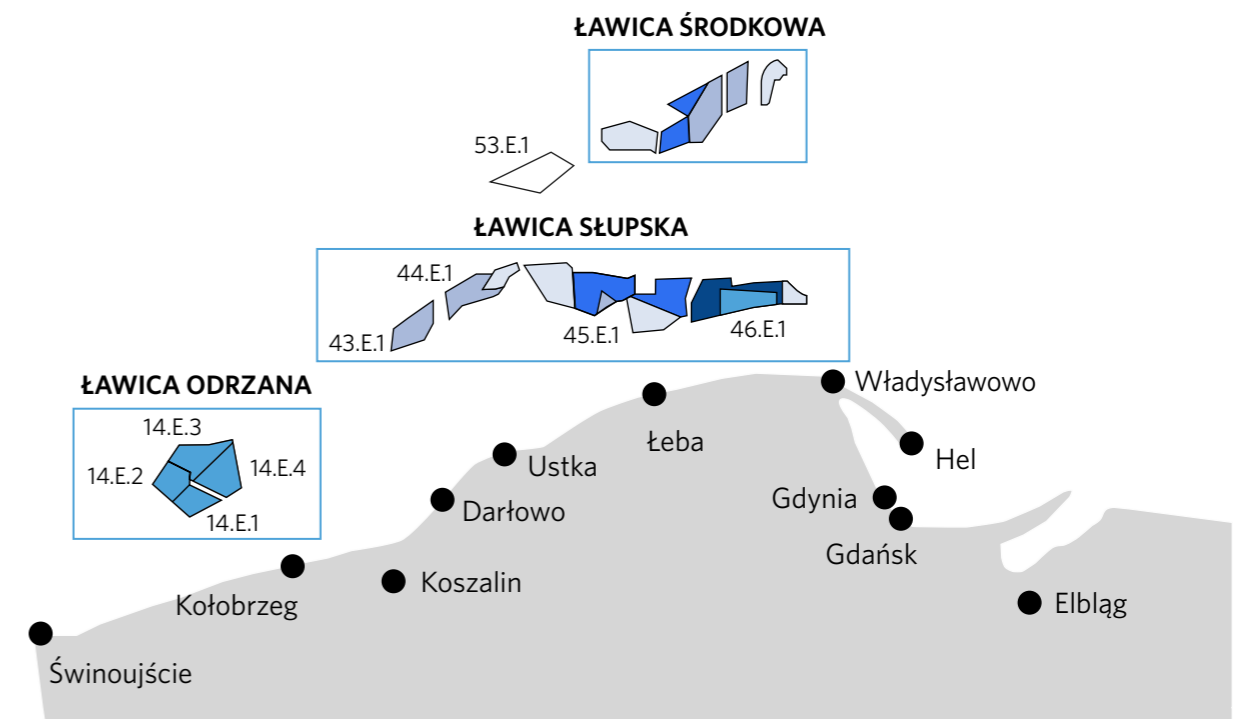 ŁAWICA ŚRODKOWA
53.E.1
ŁAWICA SŁUPSKA
44.E.1
43.E.1
45.E.1
46.E.1
ŁAWICA ODRZANA
14.E.3
14.E.2
14.E.4
14.E.1
Władysławowo
Łeba
Hel
Ustka
Gdynia
Darłowo
Gdańsk
Koszalin
Kołobrzeg
Elbląg
Świnoujście